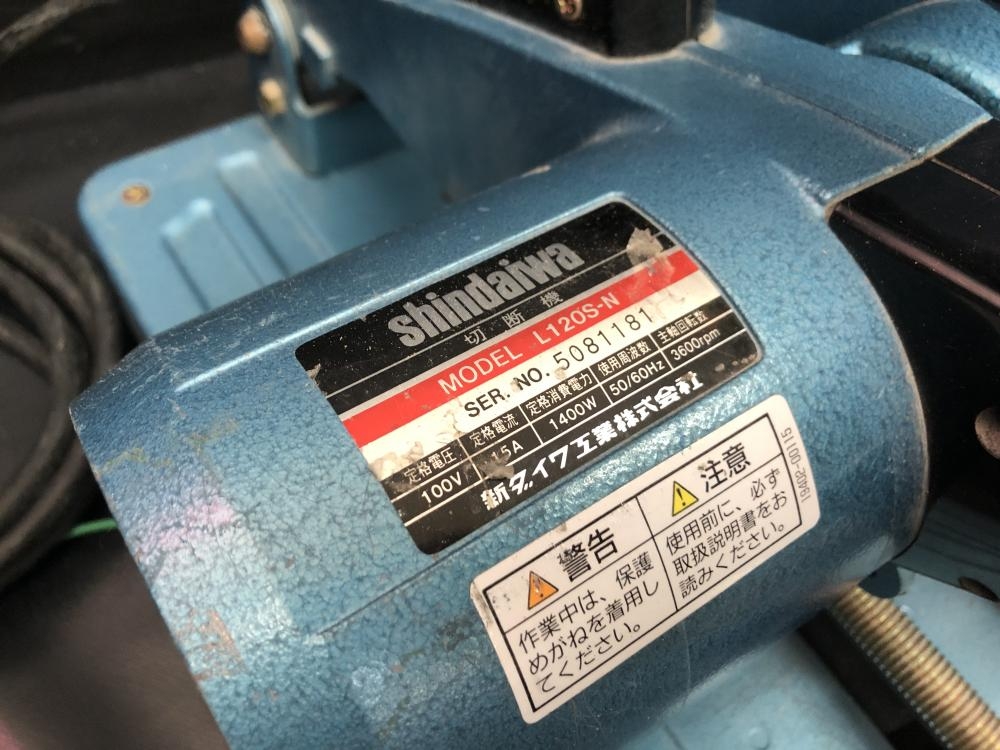 shindaiwa
切断機
MODEL L120S-N
SER. NO. 5081181
定格電圧 定格電流 定格消費電力 使用周波数 主軸回転数
100V 15A 1400W 50/60Hz 3600rpm
新ダイワ工業株式会社
警告
作業中は、保護
めがねを着用し
てください。
注意
使用前に、必ず
取扱説明書をお
読みください。
19402-00115